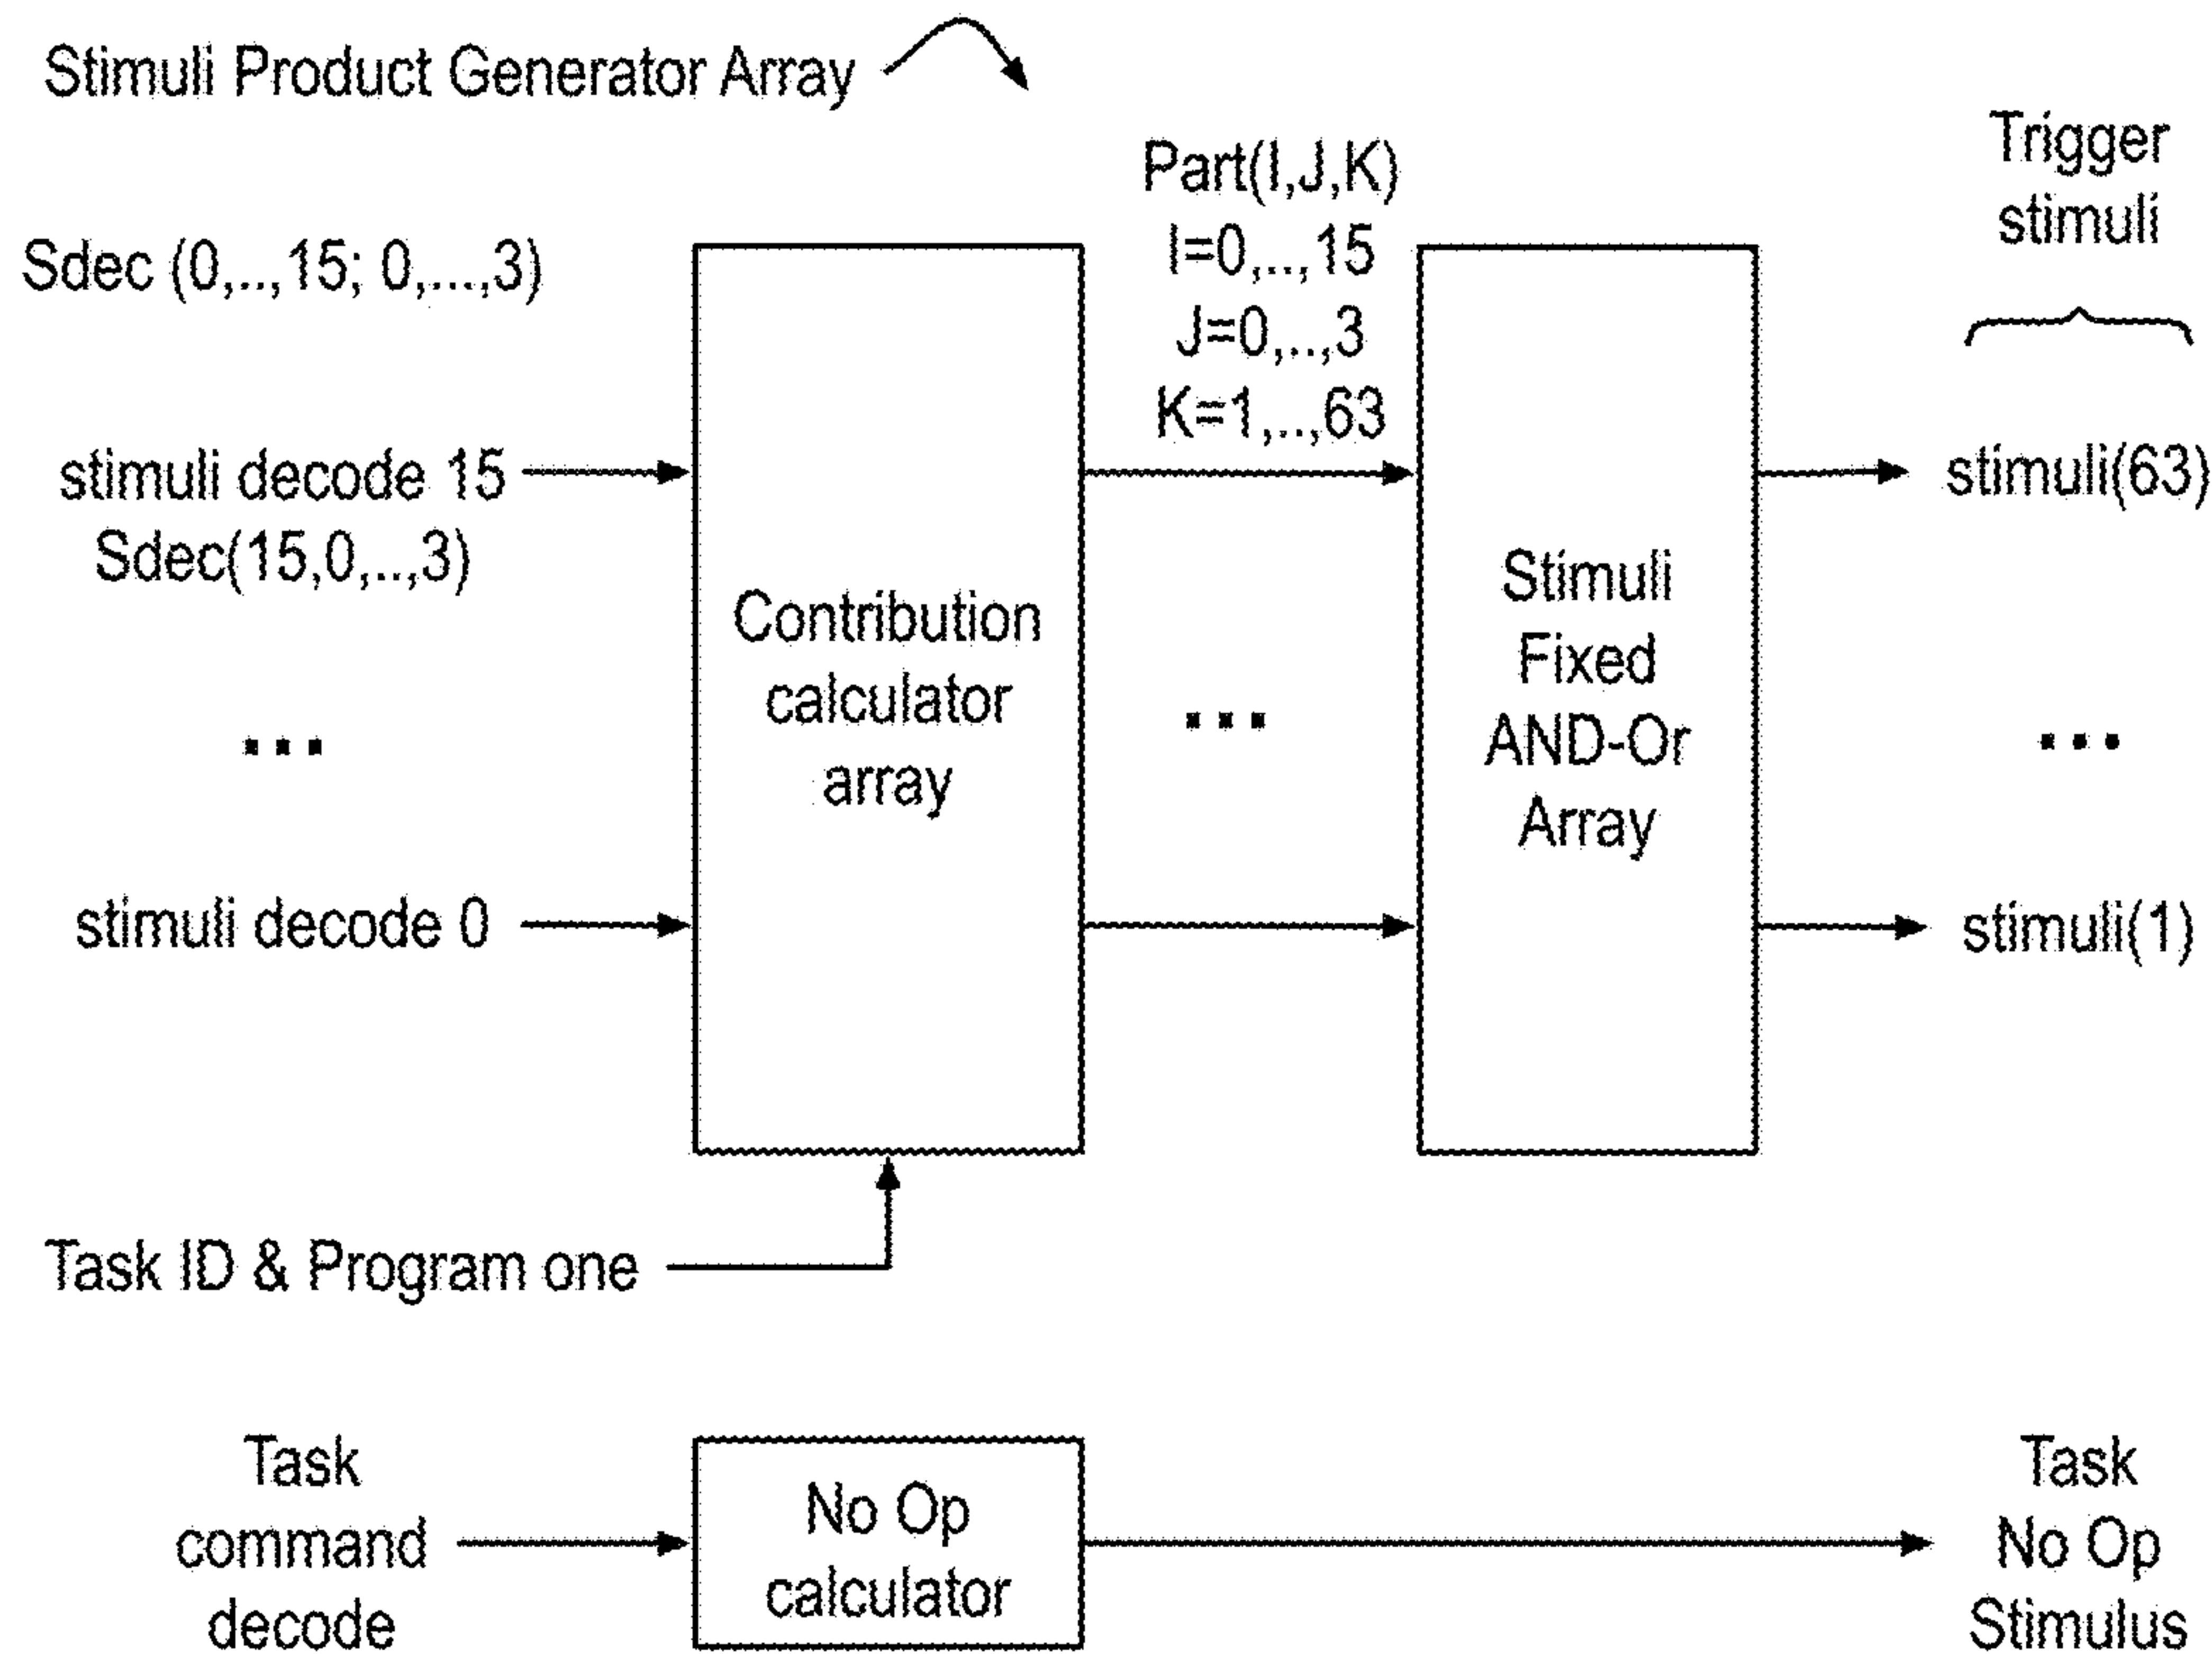 Stimuli Product Generator Array
Trigger
stimuli
Part(I,J,K)
I=0,..,15
J=0,..,3
K=1,..,63
Sdec (0,..,15; 0,...,3)
stimuli decode 15
Sdec(15,0,..,3)
...
stimuli decode 0
Contribution
calculator
array
...
Stimuli
Fixed
AND-Or
Array
stimuli(63)
...
stimuli(1)
Task ID & Program one
Task
command
decode
No Op
calculator
Task
No Op
Stimulus